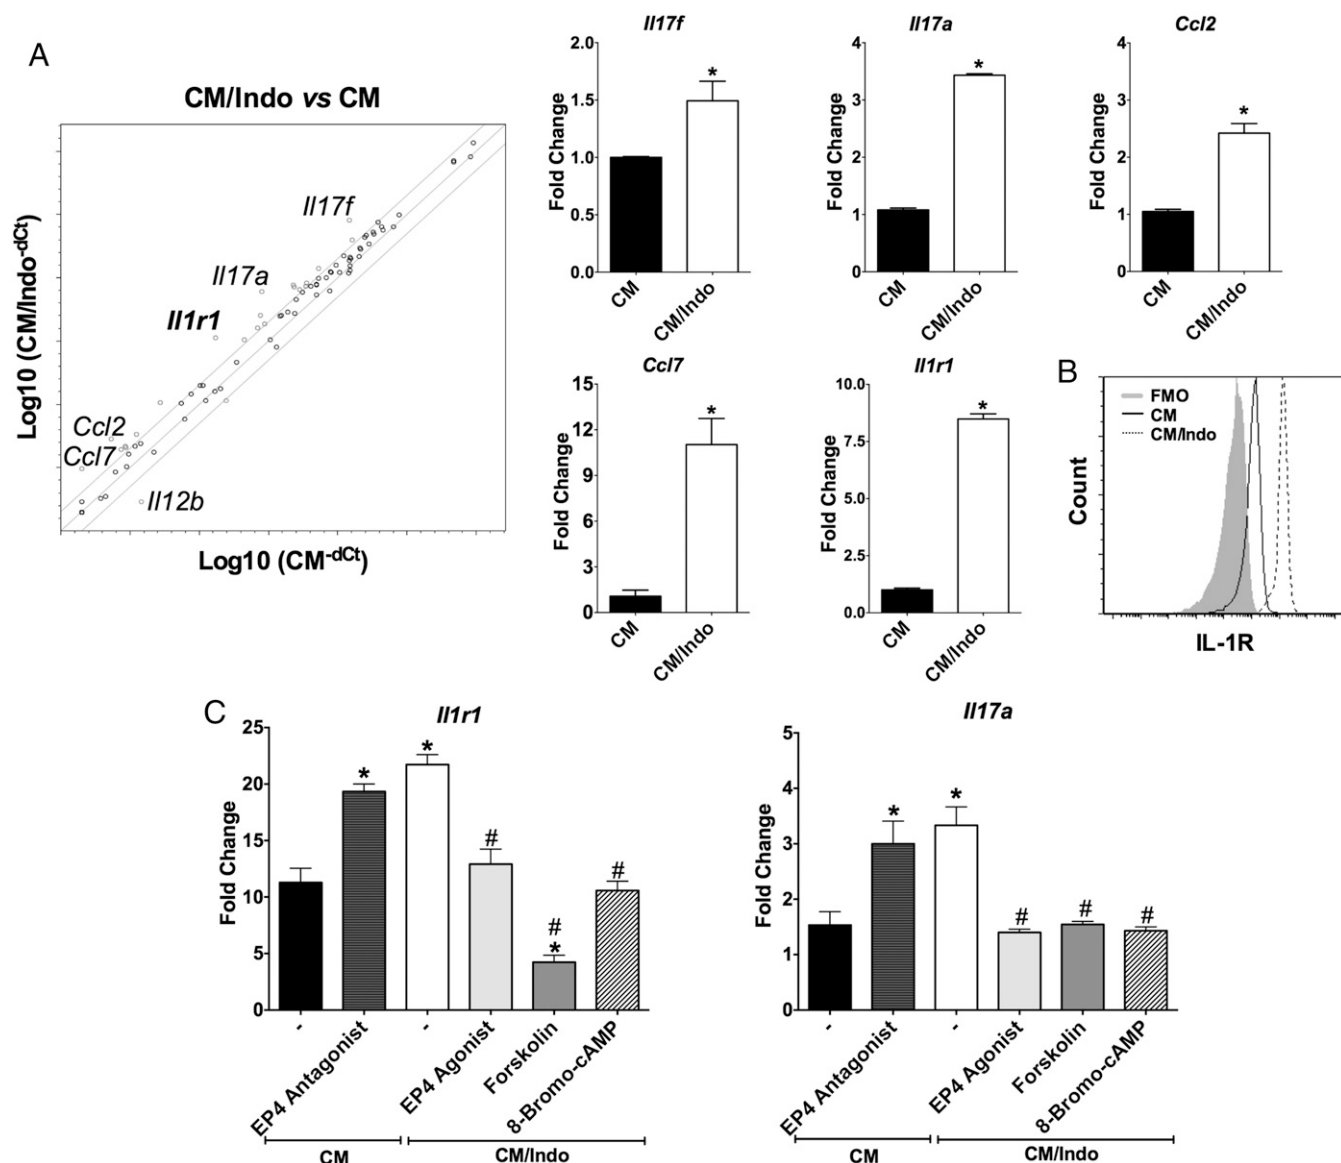 A
CM/Indo vs CM
Log10 (CM/Indo-dCt)
Il17f
Il17a
Il1r1
Ccl2
Ccl7
Il12b
Log10 (CM-dCt)
Il17f
Fold Change
2.0
1.5
1.0
0.5
0.0
*
CM
CM/Indo
Il17a
Fold Change
4
3
2
1
0
*
CM
CM/Indo
Ccl2
Fold Change
4
3
2
1
0
*
CM
CM/Indo
Ccl7
Fold Change
15
12
9
6
3
0
*
CM
CM/Indo
Il1r1
Fold Change
10.0
7.5
5.0
2.5
0.0
*
CM
CM/Indo
B
FMO
CM
CM/Indo
Count
IL-1R
C
Il1r1
Fold Change
25
20
15
10
5
0
*
*
#
#
*
#
-
EP4 Antagonist
-
EP4 Agonist
Forskolin
8-Bromo-cAMP
CM
CM/Indo
Il17a
Fold Change
5
4
3
2
1
0
*
*
#
#
#
-
EP4 Antagonist
-
EP4 Agonist
Forskolin
8-Bromo-cAMP
CM
CM/Indo